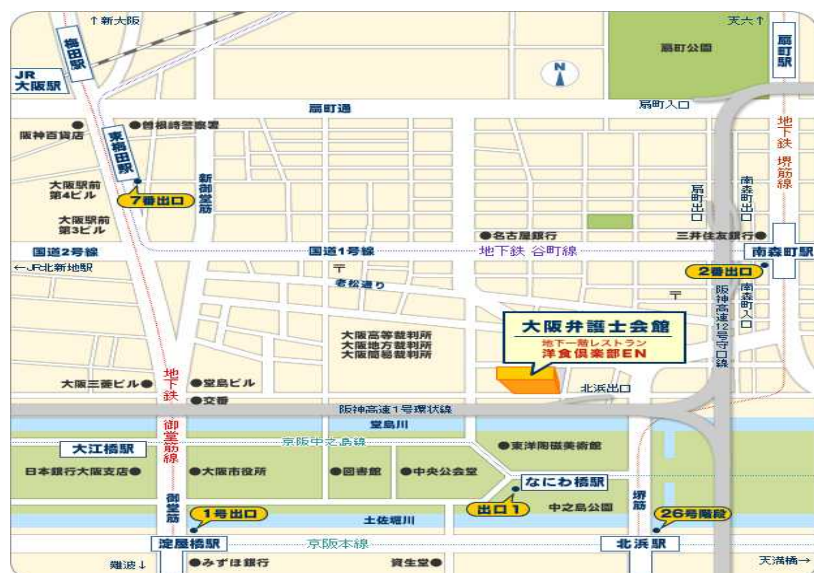 ↑新大阪
天六↑
梅田駅
扇町公園
扇町駅
JR
大阪駅
N
扇町通
扇町入口
阪神百貨店
曽根崎警察署
東梅田駅
地下鉄 堺筋線
大阪駅前
第4ビル
7番出口
新御堂筋
扇町出口
南森町出口
大阪駅前
第3ビル
名古屋銀行
三井住友銀行
国道2号線
国道1号線
地下鉄 谷町線
南森町駅
←JR北新地駅
〒
2番出口
老松通り
〒
南森町入口
阪神高速12号守口線
大阪弁護士会館
地下一階レストラン
洋食倶楽部EN
大阪高等裁判所
大阪地方裁判所
大阪簡易裁判所
大阪三菱ビル
堂島ビル
北浜出口
交番
地下鉄 御堂筋線
阪神高速1号環状線
堂島川
大江橋駅
京阪中之島線
東洋陶磁美術館
日本銀行大阪支店
大阪市役所
図書館
中央公会堂
なにわ橋駅
御堂筋
1号出口
出口1
中之島公園
堺筋
26号階段
土佐堀川
淀屋橋駅
京阪本線
北浜駅
難波↓
みずほ銀行
資生堂
天満橋→